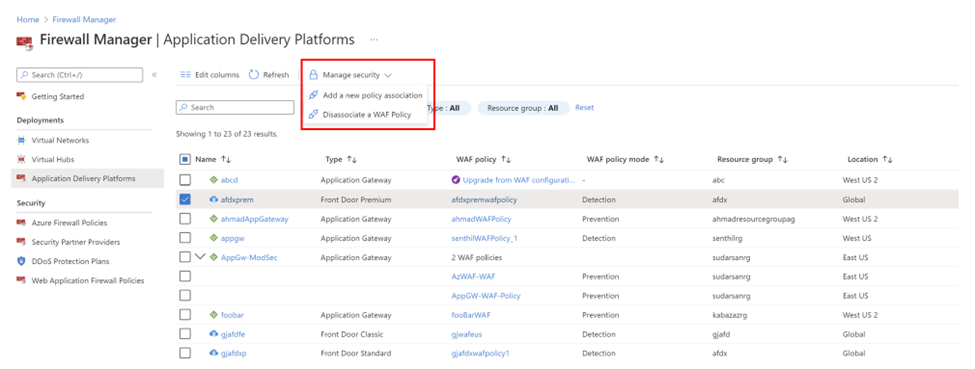 Home > Firewall Manager
Firewall Manager | Application Delivery Platforms ...
Search (Ctrl+/) «
Getting Started
Deployments
Virtual Networks
Virtual Hubs
Application Delivery Platforms
Security
Azure Firewall Policies
Security Partner Providers
DDoS Protection Plans
Web Application Firewall Policies
Edit columns Refresh Manage security
Add a new policy association
Disassociate a WAF Policy
Search Type : All Resource group : All Reset
Showing 1 to 23 of 23 results.
Name ↑↓ Type ↑↓ WAF policy ↑↓ WAF policy mode ↑↓ Resource group ↑↓ Location ↑↓
abcd Application Gateway Upgrade from WAF configurati... - abc West US 2
afdxprem Front Door Premium afdxpremwafpolicy Detection afdx Global
ahmadAppGateway Application Gateway ahmadWAFPolicy Prevention ahmadresourcegroupag West US 2
appgw Application Gateway senthilWAFPolicy_1 Detection senthilrg West US
AppGw-ModSec Application Gateway 2 WAF policies sudarsanrg East US
AzWAF-WAF Prevention sudarsanrg East US
AppGW-WAF-Policy Prevention sudarsanrg East US
foobar Application Gateway fooBarWAF Prevention kabazazrg West US 2
gjafdfe Front Door Classic gjwafeus Detection gjafd Global
gjafdxp Front Door Standard gjafdxwafpolicy1 Detection afdx Global